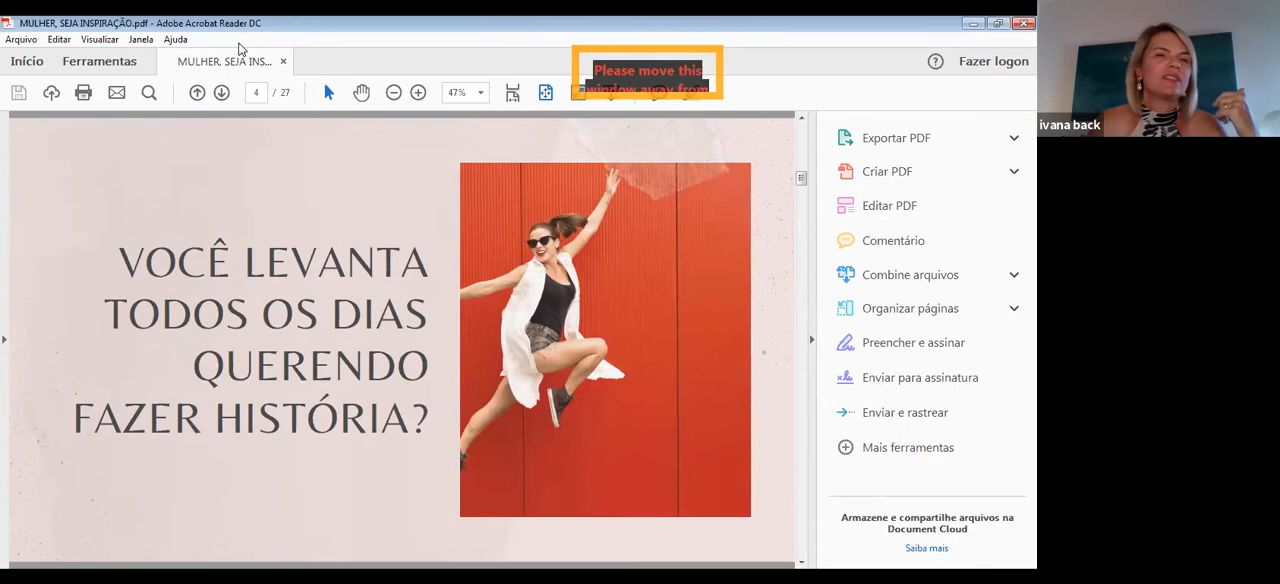 MULHER, SEJA INSPIRAÇÃO.pdf - Adobe Acrobat Reader DC
Arquivo Editar Visualizar Janela Ajuda
Início Ferramentas MULHER, SEJA INS... Fazer logon
Please move this
window away from
4 / 27 47%
ivana back
VOCÊ LEVANTA
TODOS OS DIAS
QUERENDO
FAZER HISTÓRIA?
Exportar PDF
Criar PDF
Editar PDF
Comentário
Combine arquivos
Organizar páginas
Preencher e assinar
Enviar para assinatura
Enviar e rastrear
Mais ferramentas
Armazene e compartilhe arquivos na
Document Cloud
Saiba mais